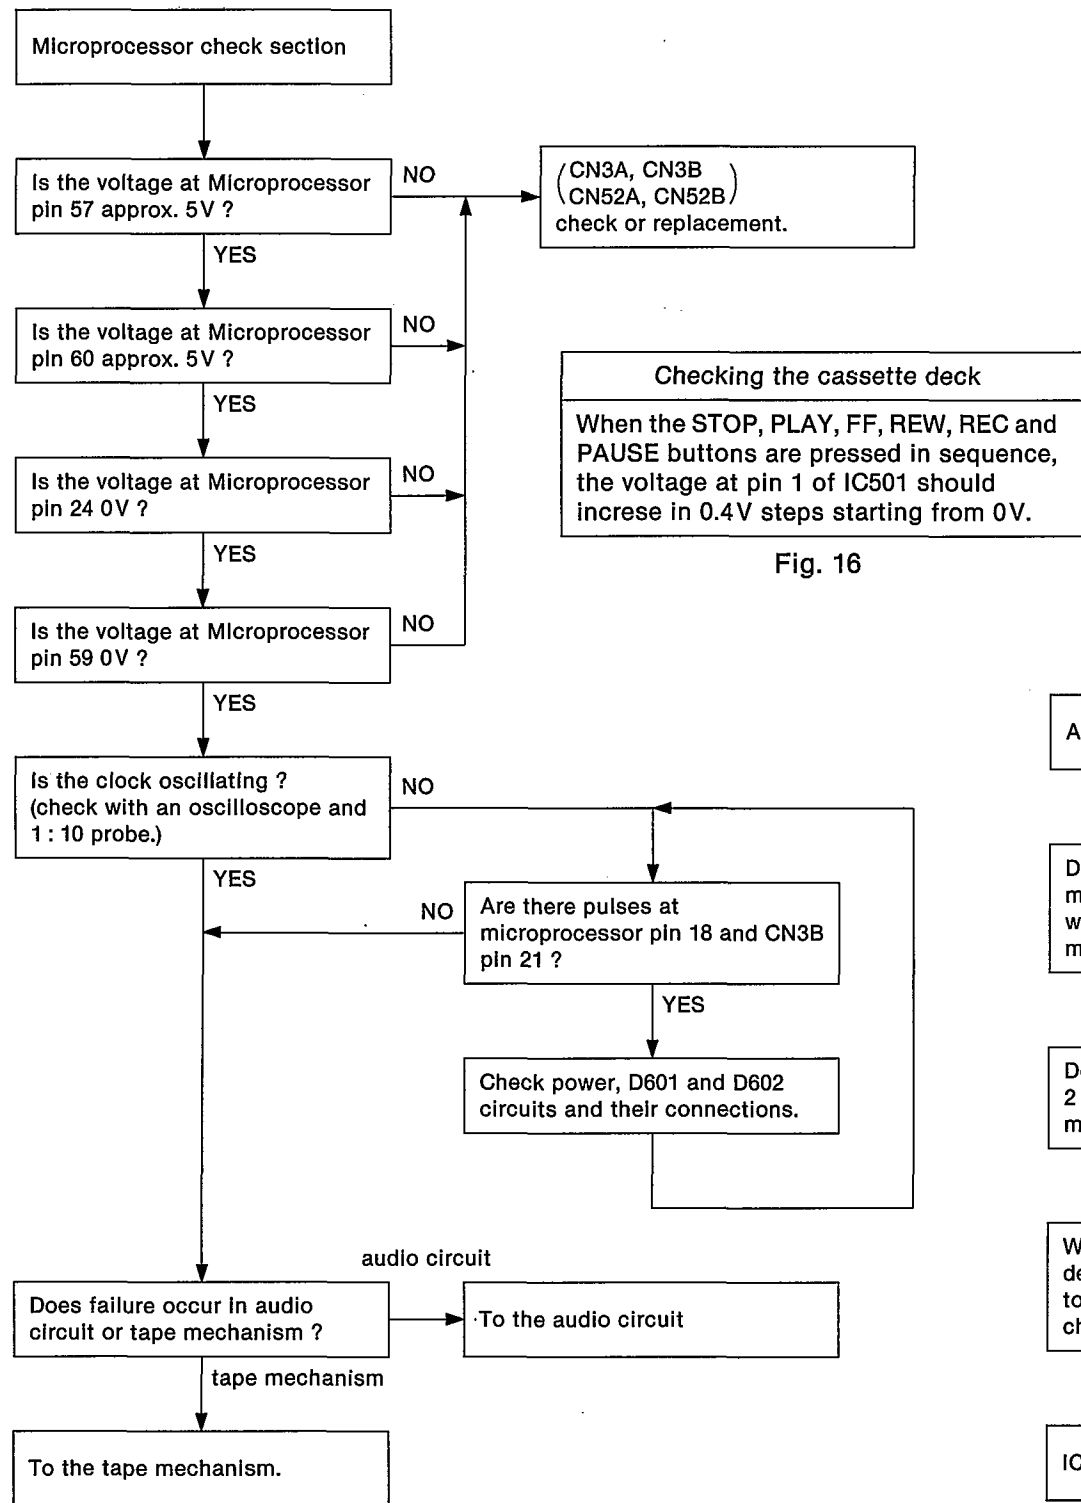 Microprocessor check section
Is the voltage at Microprocessor
pin 57 approx. 5V ?
NO
(CN3A, CN3B
CN52A, CN52B)
check or replacement.
YES
Is the voltage at Microprocessor
pin 60 approx. 5V ?
NO
YES
Checking the cassette deck
When the STOP, PLAY, FF, REW, REC and
PAUSE buttons are pressed in sequence,
the voltage at pin 1 of IC501 should
increse in 0.4V steps starting from 0V.
Fig. 16
Is the voltage at Microprocessor
pin 24 0V ?
NO
YES
Is the voltage at Microprocessor
pin 59 0V ?
NO
YES
Is the clock oscillating ?
(check with an oscilloscope and
1 : 10 probe.)
NO
YES
Are there pulses at
microprocessor pin 18 and CN3B
pin 21 ?
NO
YES
Check power, D601 and D602
circuits and their connections.
Does failure occur in audio
circuit or tape mechanism ?
audio circuit
To the audio circuit
tape mechanism
To the tape mechanism.
A
D
m
w
m
D
2
m
W
de
to
ch
IC